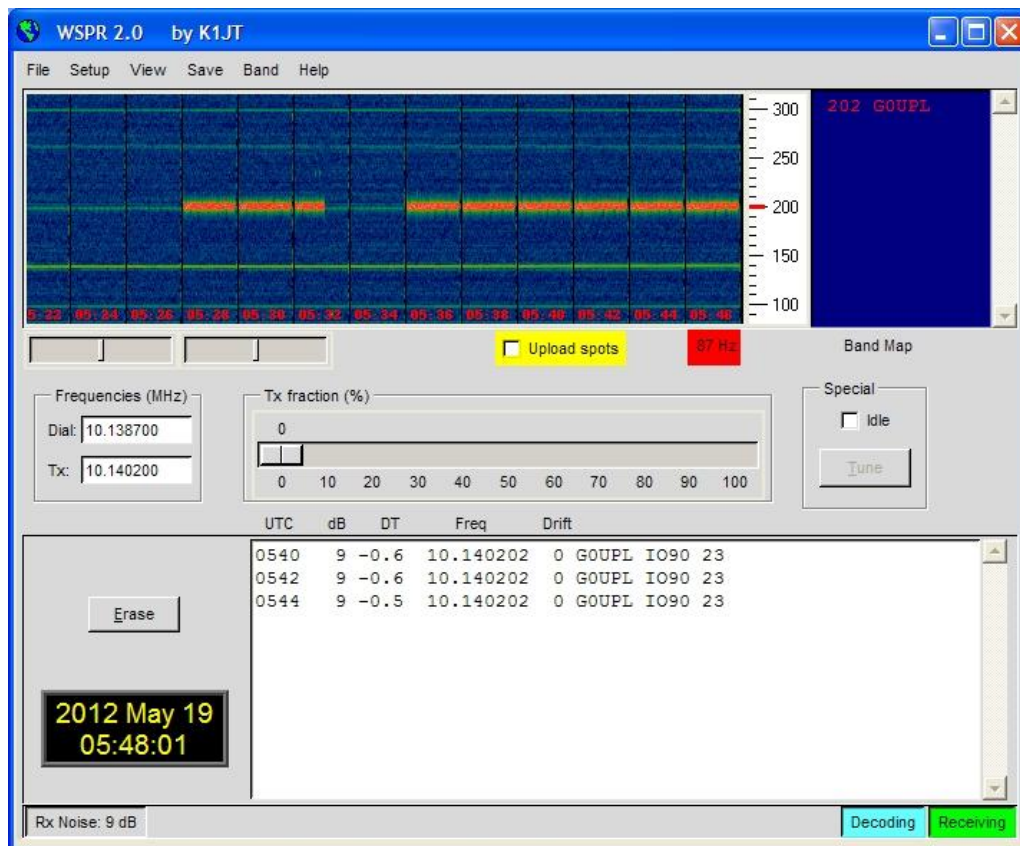 WSPR 2.0 by K1JT
File Setup View Save Band Help
300
250
200
150
100
5:22 05:24 05:26 05:28 05:30 05:32 05:34 05:36 05:38 05:40 05:42 05:44 05:46
202 G0UPL
Upload spots
87 Hz
Band Map
Frequencies (MHz)
Dial: 10.138700
Tx: 10.140200
Tx fraction (%)
0
0 10 20 30 40 50 60 70 80 90 100
Special
Idle
Tune
UTC dB DT Freq Drift
0540 9 -0.6 10.140202 0 G0UPL IO90 23
0542 9 -0.6 10.140202 0 G0UPL IO90 23
0544 9 -0.5 10.140202 0 G0UPL IO90 23
Erase
2012 May 19
05:48:01
Rx Noise: 9 dB
Decoding
Receiving